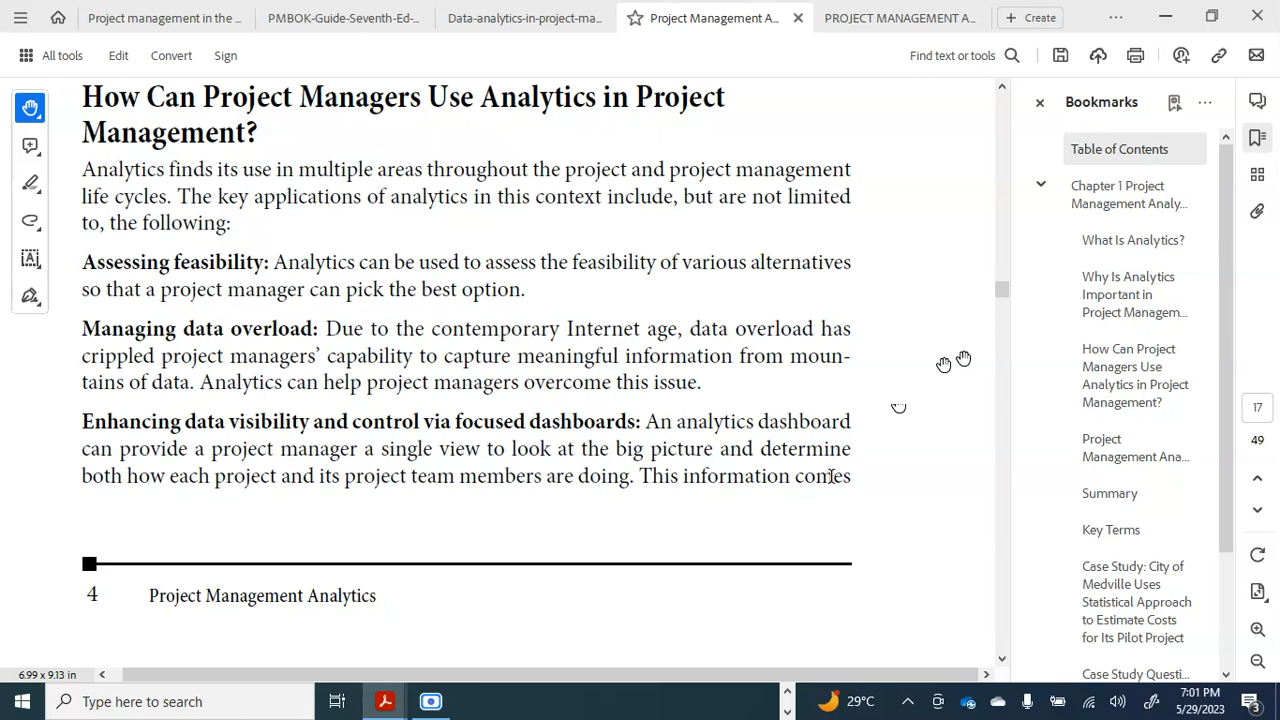 Project management in the ...
PMBOK-Guide-Seventh-Ed-...
Data-analytics-in-project-ma...
Project Management A...
PROJECT MANAGEMENT A...
Create
All tools
Edit
Convert
Sign
Find text or tools
How Can Project Managers Use Analytics in Project
Management?
Analytics finds its use in multiple areas throughout the project and project management
life cycles. The key applications of analytics in this context include, but are not limited
to, the following:
Assessing feasibility: Analytics can be used to assess the feasibility of various alternatives
so that a project manager can pick the best option.
Managing data overload: Due to the contemporary Internet age, data overload has
crippled project managers’ capability to capture meaningful information from moun-
tains of data. Analytics can help project managers overcome this issue.
Enhancing data visibility and control via focused dashboards: An analytics dashboard
can provide a project manager a single view to look at the big picture and determine
both how each project and its project team members are doing. This information comes
4 Project Management Analytics
6.99 x 9.13 in
Bookmarks
Table of Contents
Chapter 1 Project
Management Analy...
What Is Analytics?
Why Is Analytics
Important in
Project Managem...
How Can Project
Managers Use
Analytics in Project
Management?
Project
Management Ana...
Summary
Key Terms
Case Study: City of
Medville Uses
Statistical Approach
to Estimate Costs
for Its Pilot Project
Case Study Questi...
17
49
Type here to search
29°C
7:01 PM
5/29/2023
3